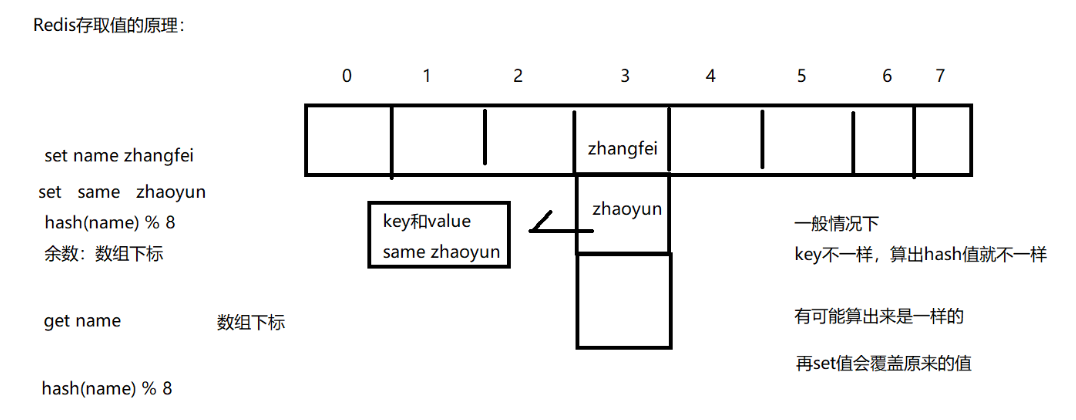 Redis存取值的原理：
0 1 2 3 4 5 6 7
set name zhangfei
zhangfei
set same zhaoyun
zhaoyun
hash(name) % 8
余数：数组下标
key和value
same zhaoyun
一般情况下
key不一样，算出hash值就不一样
get name
数组下标
有可能算出来是一样的
再set值会覆盖原来的值
hash(name) % 8